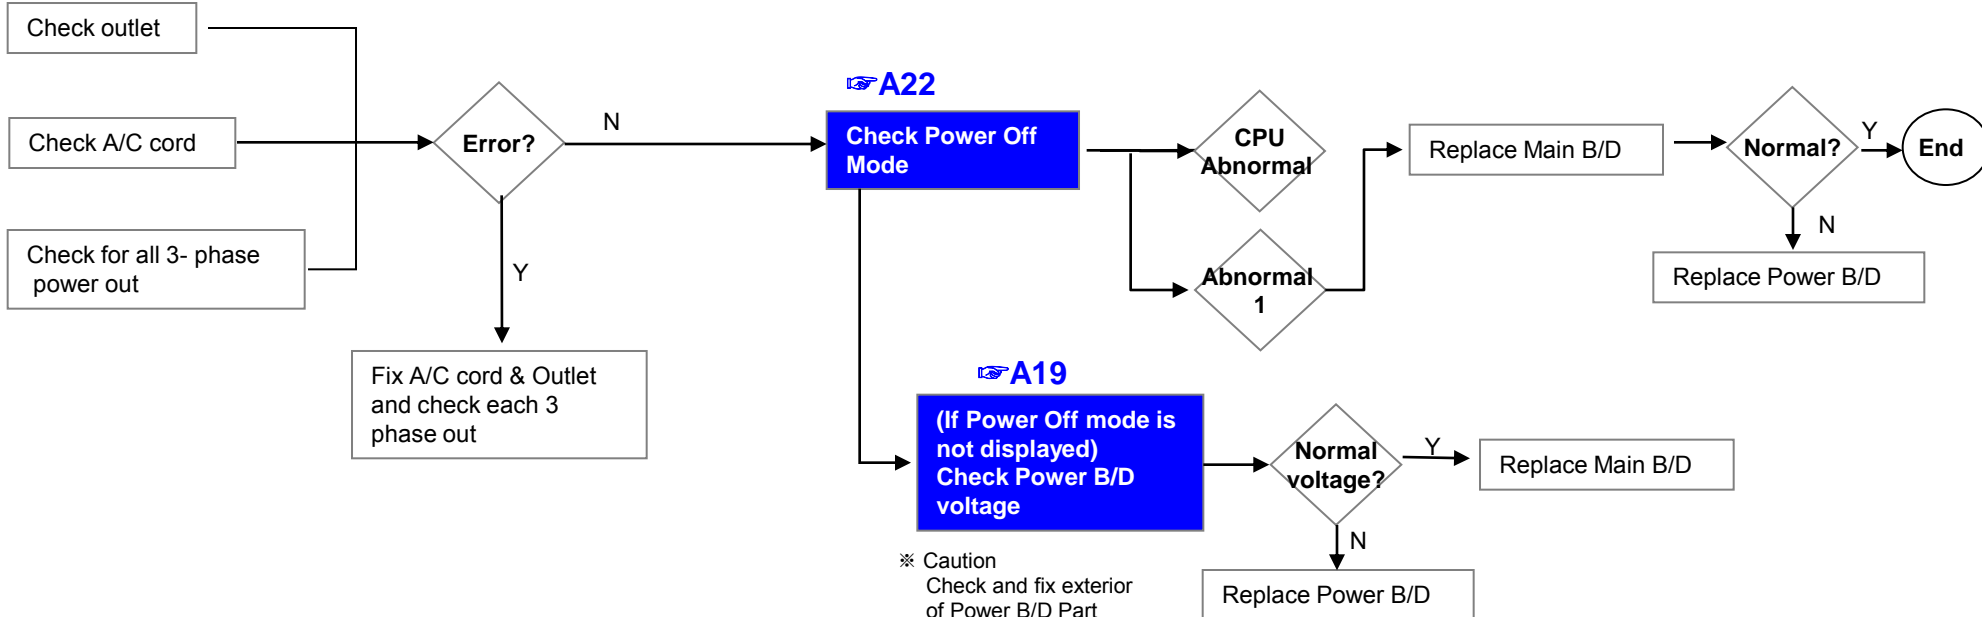 Check outlet
Check A/C cord
Check for all 3- phase
power out
Error?
N
Y
Fix A/C cord & Outlet
and check each 3
phase out
☞A22
Check Power Off
Mode
CPU
Abnormal
Abnormal
1
Replace Main B/D
Normal?
Y
End
N
Replace Power B/D
☞A19
(If Power Off mode is
not displayed)
Check Power B/D
voltage
Normal
voltage?
Y
Replace Main B/D
N
Replace Power B/D
※ Caution
Check and fix exterior
of Power B/D Part